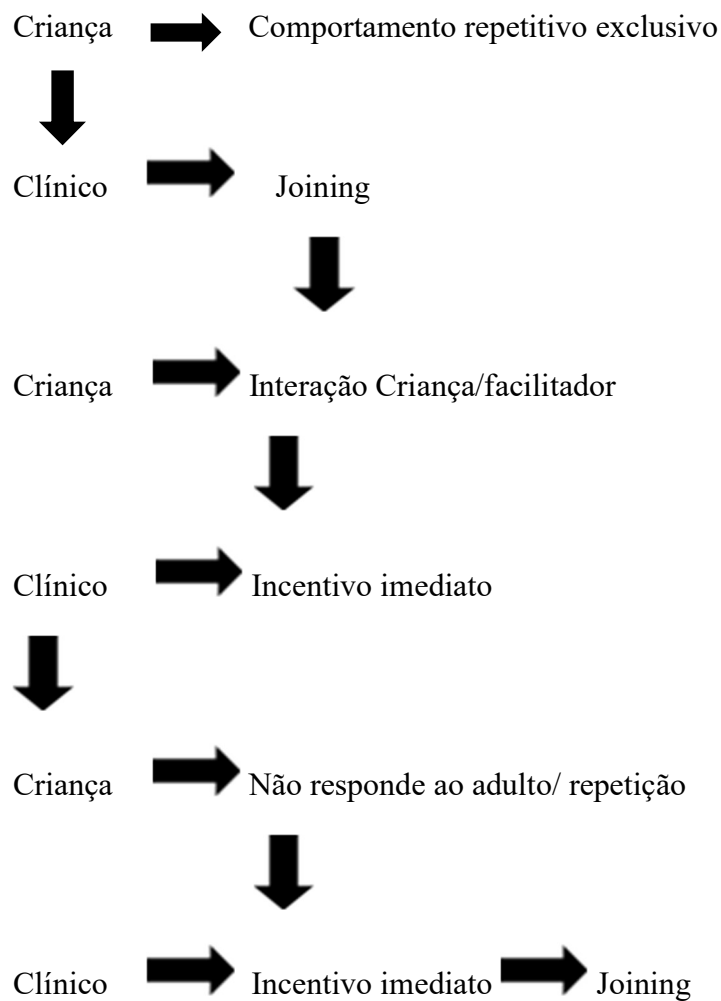 Criança Comportamento repetitivo exclusivo
Clínico Joining
Criança Interação Criança/facilitador
Clínico Incentivo imediato
Criança Não responde ao adulto/ repetição
Clínico Incentivo imediato Joining